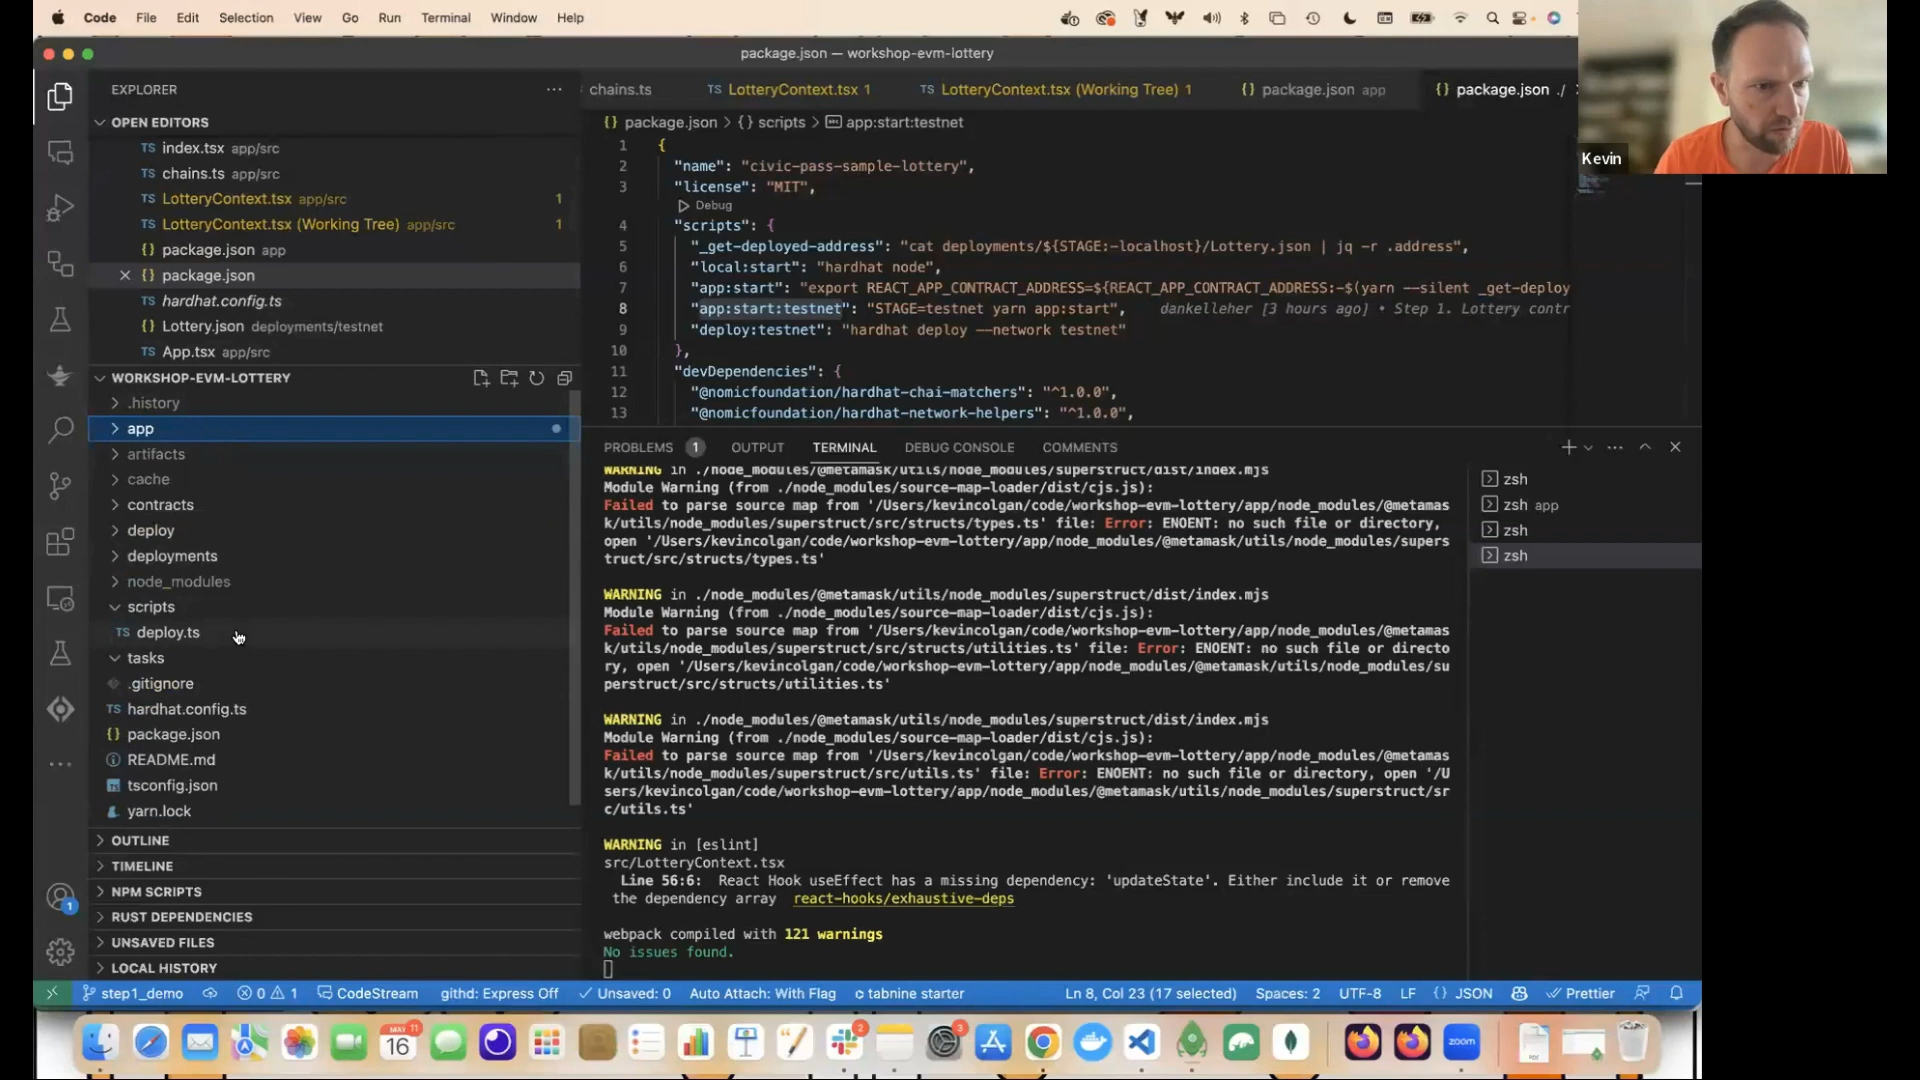 Code File Edit Selection View Go Run Terminal Window Help
package.json — workshop-evm-lottery
EXPLORER
OPEN EDITORS
index.tsx app/src
chains.ts app/src
LotteryContext.tsx app/src 1
LotteryContext.tsx (Working Tree) app/src 1
package.json app
package.json
hardhat.config.ts
Lottery.json deployments/testnet
App.tsx app/src
WORKSHOP-EVM-LOTTERY
.history
app
artifacts
cache
contracts
deploy
deployments
node_modules
scripts
TS deploy.ts
tasks
.gitignore
TS hardhat.config.ts
{} package.json
README.md
tsconfig.json
yarn.lock
OUTLINE
TIMELINE
NPM SCRIPTS
RUST DEPENDENCIES
UNSAVED FILES
LOCAL HISTORY
chains.ts TS LotteryContext.tsx 1 TS LotteryContext.tsx (Working Tree) 1 {} package.json app {} package.json ./
{} package.json > {} scripts > app:start:testnet
1 {
2 "name": "civic-pass-sample-lottery",
3 "license": "MIT",
Debug
4 "scripts": {
5 "_get-deployed-address": "cat deployments/${STAGE:-localhost}/Lottery.json | jq -r .address",
6 "local:start": "hardhat node",
7 "app:start": "export REACT_APP_CONTRACT_ADDRESS=${REACT_APP_CONTRACT_ADDRESS:-$(yarn --silent _get-deploy
8 "app:start:testnet": "STAGE=testnet yarn app:start", dankelleher [3 hours ago] • Step 1. Lottery contr
9 "deploy:testnet": "hardhat deploy --network testnet"
10 },
11 "devDependencies": {
12 "@nomicfoundation/hardhat-chai-matchers": "^1.0.0",
13 "@nomicfoundation/hardhat-network-helpers": "^1.0.0",
PROBLEMS 1 OUTPUT TERMINAL DEBUG CONSOLE COMMENTS
WARNING in ./node_modules/@metamask/utils/node_modules/superstruct/dist/index.mjs
Module Warning (from ./node_modules/source-map-loader/dist/cjs.js):
Failed to parse source map from '/Users/kevincolgan/code/workshop-evm-lottery/app/node_modules/@metamas
k/utils/node_modules/superstruct/src/structs/types.ts' file: Error: ENOENT: no such file or directory,
open '/Users/kevincolgan/code/workshop-evm-lottery/app/node_modules/@metamask/utils/node_modules/supers
truct/src/structs/types.ts'
WARNING in ./node_modules/@metamask/utils/node_modules/superstruct/dist/index.mjs
Module Warning (from ./node_modules/source-map-loader/dist/cjs.js):
Failed to parse source map from '/Users/kevincolgan/code/workshop-evm-lottery/app/node_modules/@metamas
k/utils/node_modules/superstruct/src/structs/utilities.ts' file: Error: ENOENT: no such file or directo
ry, open '/Users/kevincolgan/code/workshop-evm-lottery/app/node_modules/@metamask/utils/node_modules/su
perstruct/src/structs/utilities.ts'
WARNING in ./node_modules/@metamask/utils/node_modules/superstruct/dist/index.mjs
Module Warning (from ./node_modules/source-map-loader/dist/cjs.js):
Failed to parse source map from '/Users/kevincolgan/code/workshop-evm-lottery/app/node_modules/@metamas
k/utils/node_modules/superstruct/src/utils.ts' file: Error: ENOENT: no such file or directory, open '/U
sers/kevincolgan/code/workshop-evm-lottery/app/node_modules/@metamask/utils/node_modules/superstruct/sr
c/utils.ts'
WARNING in [eslint]
src/LotteryContext.tsx
Line 56:6: React Hook useEffect has a missing dependency: 'updateState'. Either include it or remove
the dependency array react-hooks/exhaustive-deps
webpack compiled with 121 warnings
No issues found.
zsh
zsh app
zsh
zsh
Kevin
step1_demo 0 1 CodeStream githd: Express Off Unsaved: 0 Auto Attach: With Flag tabnine starter Ln 8, Col 23 (17 selected) Spaces: 2 UTF-8 LF {} JSON Prettier
16
2
3
zoom